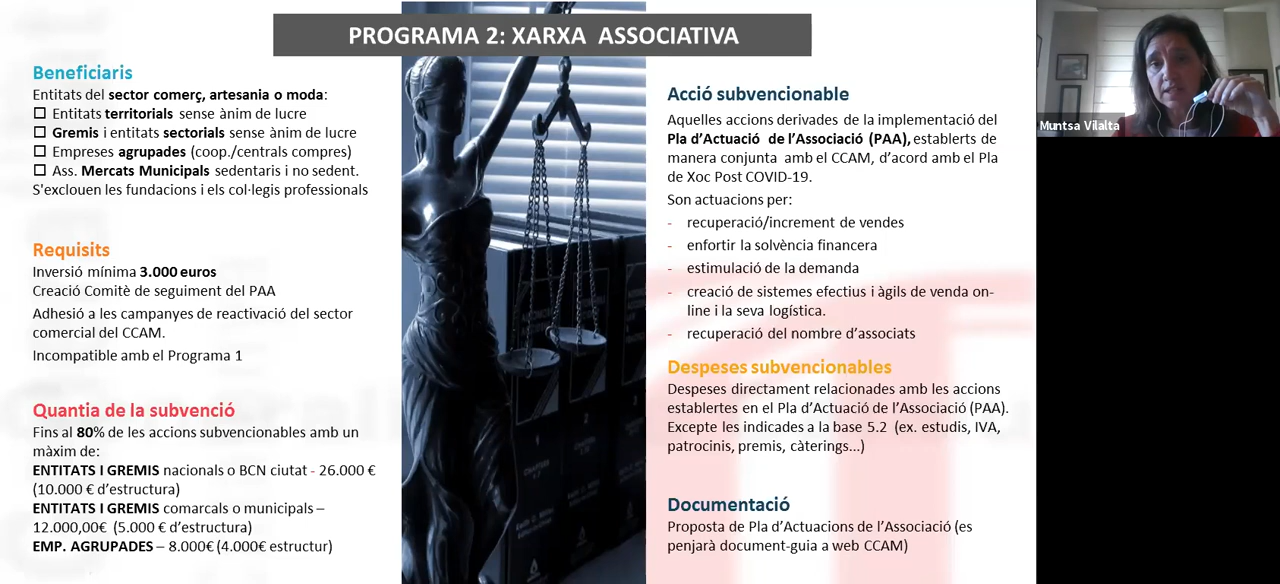 PROGRAMA 2: XARXA ASSOCIATIVA
Beneficiaris
Entitats del sector comerç, artesania o moda:
☐ Entitats territorials sense ànim de lucre
☐ Gremis i entitats sectorials sense ànim de lucre
☐ Empreses agrupades (coop./centrals compres)
☐ Ass. Mercats Municipals sedentaris i no sedent.
S'exclouen les fundacions i els col·legis professionals
Requisits
Inversió mínima 3.000 euros
Creació Comitè de seguiment del PAA
Adhesió a les campanyes de reactivació del sector
comercial del CCAM.
Incompatible amb el Programa 1
Quantia de la subvenció
Fins al 80% de les accions subvencionables amb un
màxim de:
ENTITATS I GREMIS nacionals o BCN ciutat - 26.000 €
(10.000 € d’estructura)
ENTITATS I GREMIS comarcals o municipals –
12.000,00€ (5.000 € d’estructura)
EMP. AGRUPADES – 8.000€ (4.000€ estructur)
Acció subvencionable
Aquelles accions derivades de la implementació del
Pla d’Actuació de l’Associació (PAA), establerts de
manera conjunta amb el CCAM, d’acord amb el Pla
de Xoc Post COVID-19.
Son actuacions per:
- recuperació/increment de vendes
- enfortir la solvència financera
- estimulació de la demanda
- creació de sistemes efectius i àgils de venda on-
line i la seva logística.
- recuperació del nombre d’associats
Despeses subvencionables
Despeses directament relacionades amb les accions
establertes en el Pla d’Actuació de l’Associació (PAA).
Excepte les indicades a la base 5.2 (ex. estudis, IVA,
patrocinis, premis, càterings...)
Documentació
Proposta de Pla d’Actuacions de l’Associació (es
penjarà document-guia a web CCAM)
Muntsa Vilalta